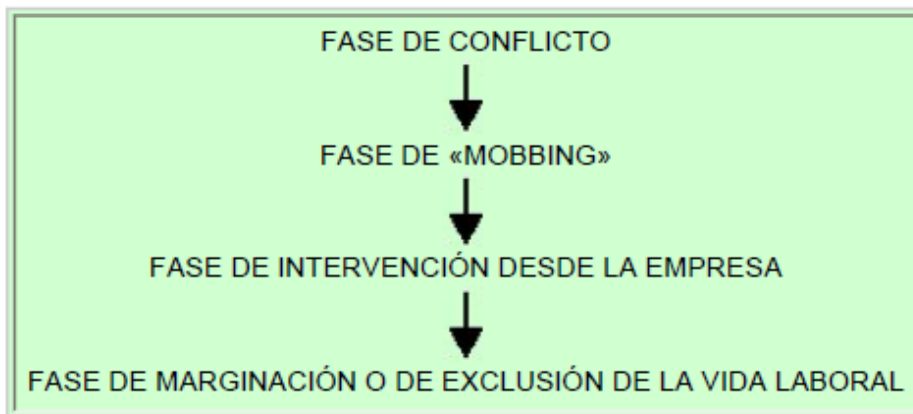 FASE DE CONFLICTO
FASE DE «MOBBING»
FASE DE INTERVENCIÓN DESDE LA EMPRESA
FASE DE MARGINACIÓN O DE EXCLUSIÓN DE LA VIDA LABORAL